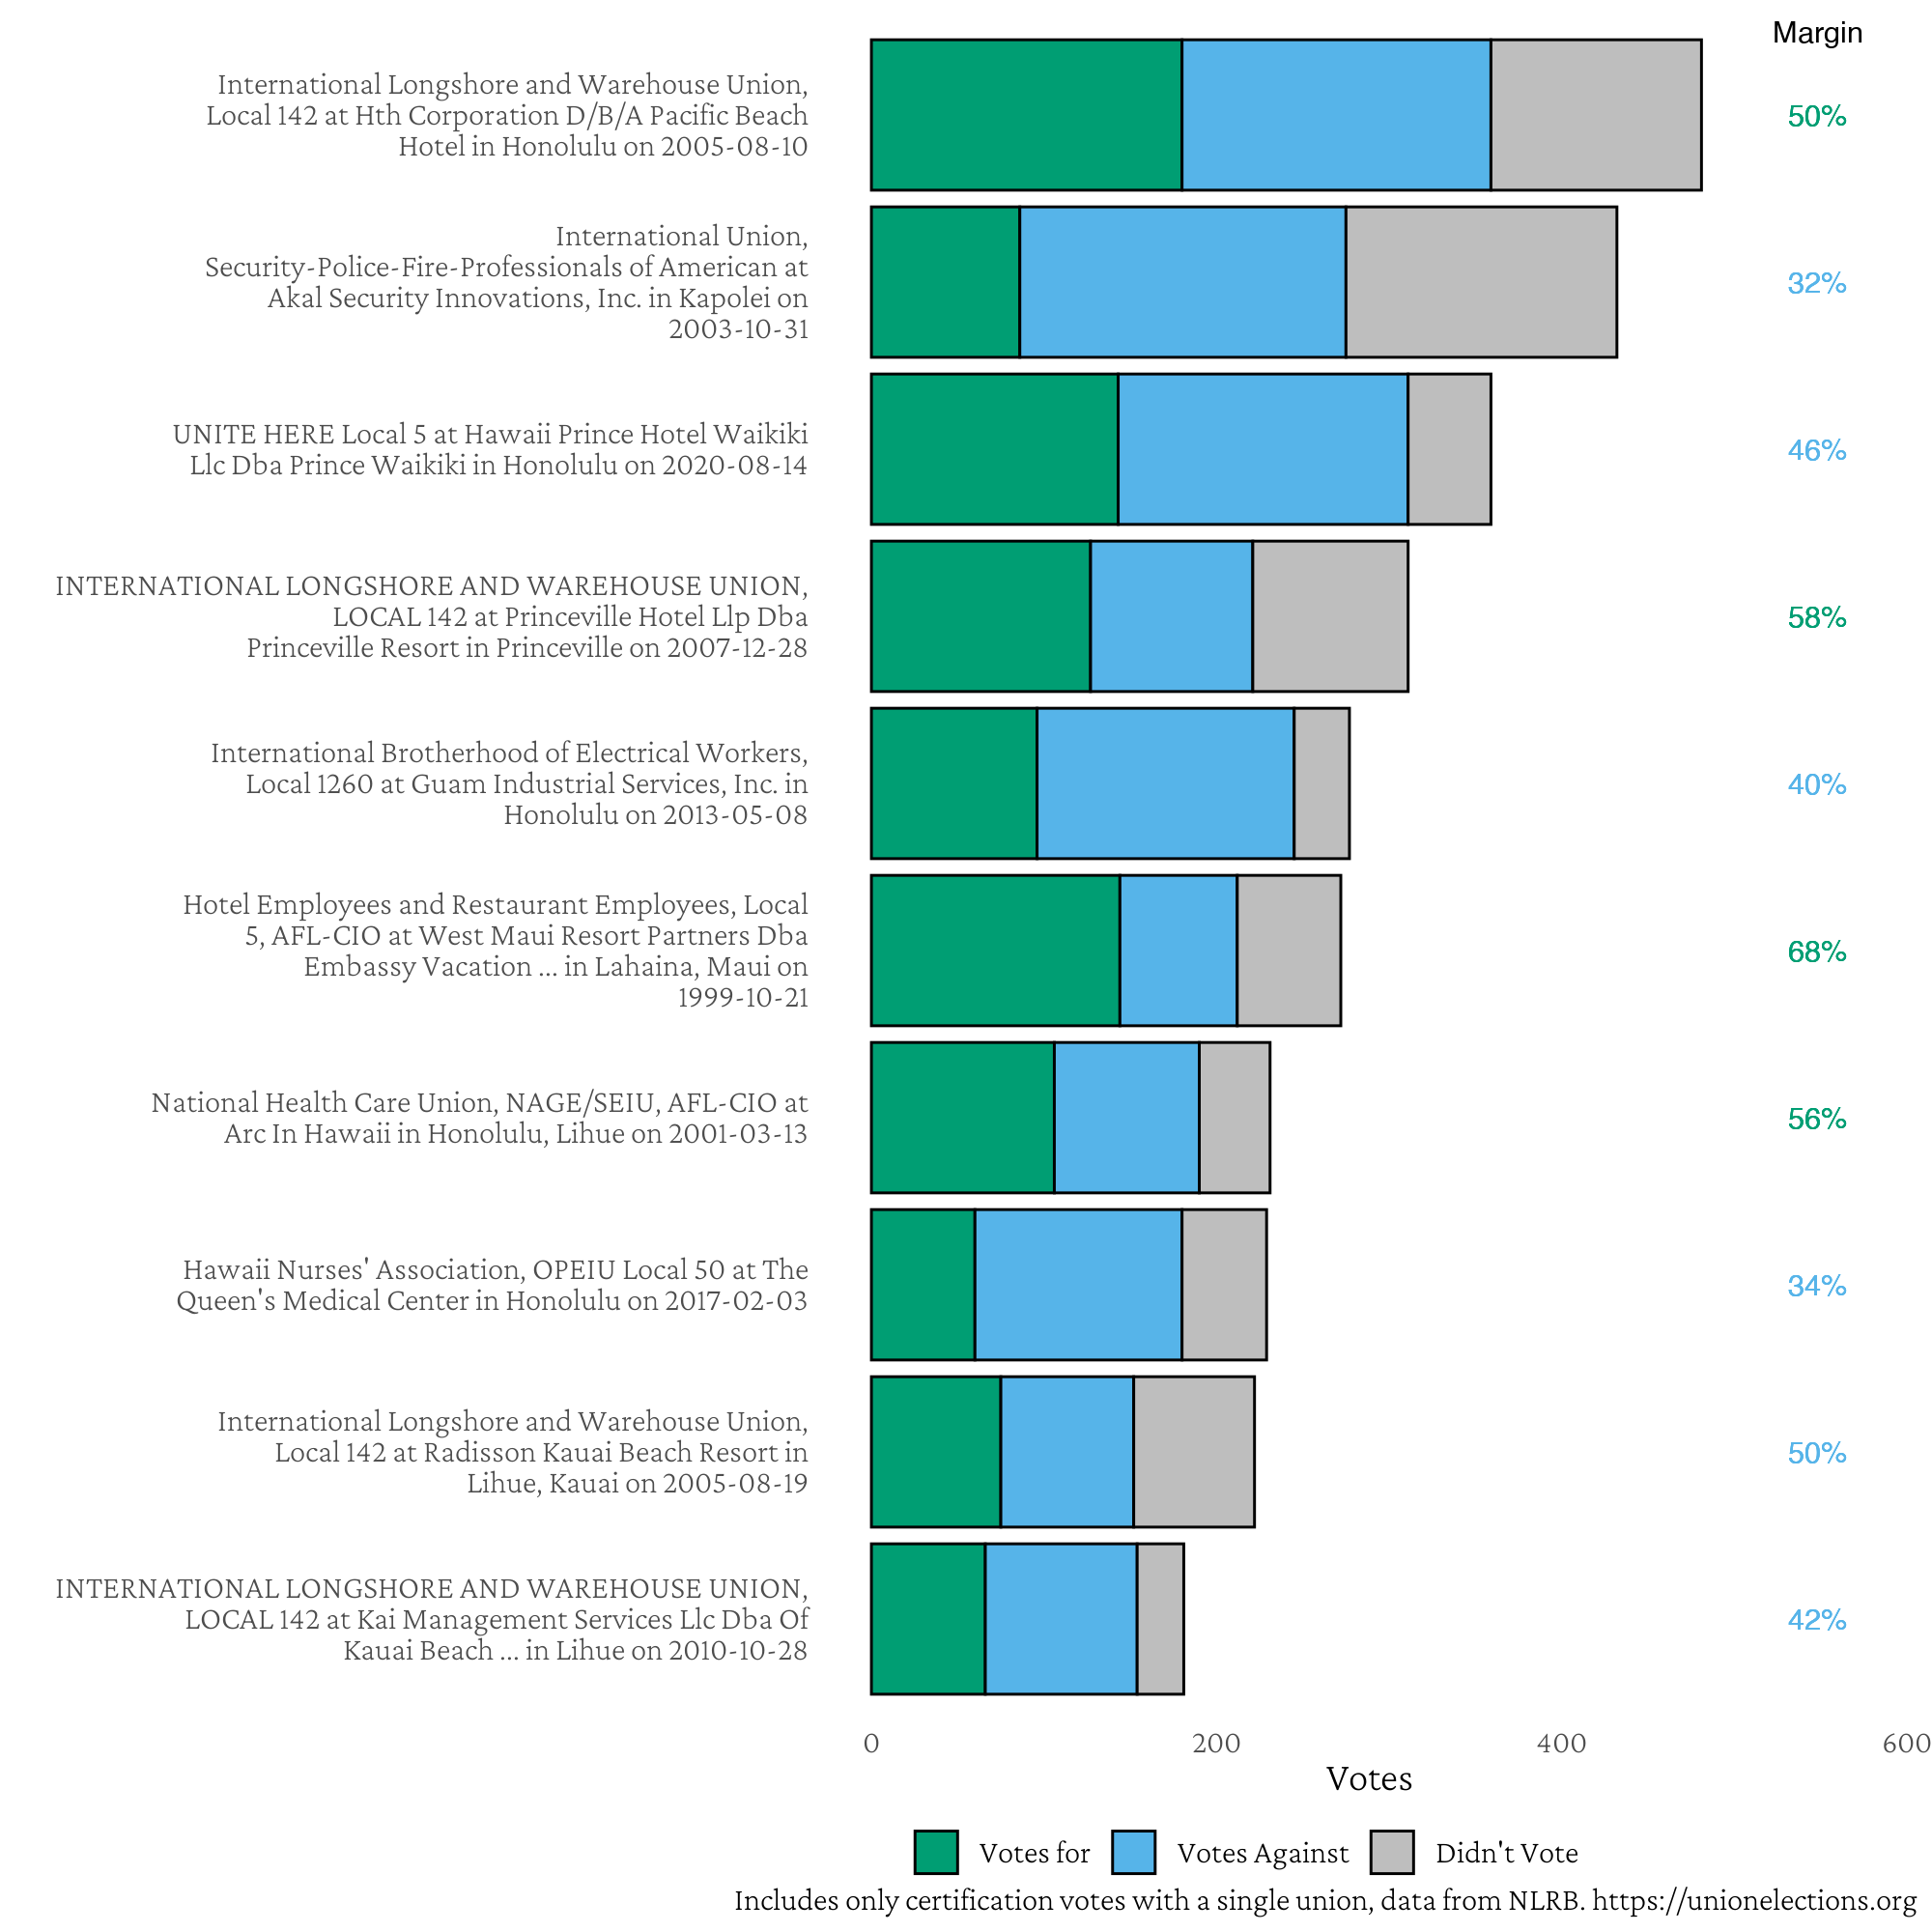 Margin
International Longshore and Warehouse Union,
Local 142 at Hth Corporation D/B/A Pacific Beach
Hotel in Honolulu on 2005-08-10
50%
International Union,
Security-Police-Fire-Professionals of American at
Akal Security Innovations, Inc. in Kapolei on
2003-10-31
32%
UNITE HERE Local 5 at Hawaii Prince Hotel Waikiki
Llc Dba Prince Waikiki in Honolulu on 2020-08-14
46%
INTERNATIONAL LONGSHORE AND WAREHOUSE UNION,
LOCAL 142 at Princeville Hotel Llp Dba
Princeville Resort in Princeville on 2007-12-28
58%
International Brotherhood of Electrical Workers,
Local 1260 at Guam Industrial Services, Inc. in
Honolulu on 2013-05-08
40%
Hotel Employees and Restaurant Employees, Local
5, AFL-CIO at West Maui Resort Partners Dba
Embassy Vacation ... in Lahaina, Maui on
1999-10-21
68%
National Health Care Union, NAGE/SEIU, AFL-CIO at
Arc In Hawaii in Honolulu, Lihue on 2001-03-13
56%
Hawaii Nurses' Association, OPEIU Local 50 at The
Queen's Medical Center in Honolulu on 2017-02-03
34%
International Longshore and Warehouse Union,
Local 142 at Radisson Kauai Beach Resort in
Lihue, Kauai on 2005-08-19
50%
INTERNATIONAL LONGSHORE AND WAREHOUSE UNION,
LOCAL 142 at Kai Management Services Llc Dba Of
Kauai Beach ... in Lihue on 2010-10-28
42%
0 200 400 600
Votes
Votes for Votes Against Didn't Vote
Includes only certification votes with a single union, data from NLRB. https://unionelections.org